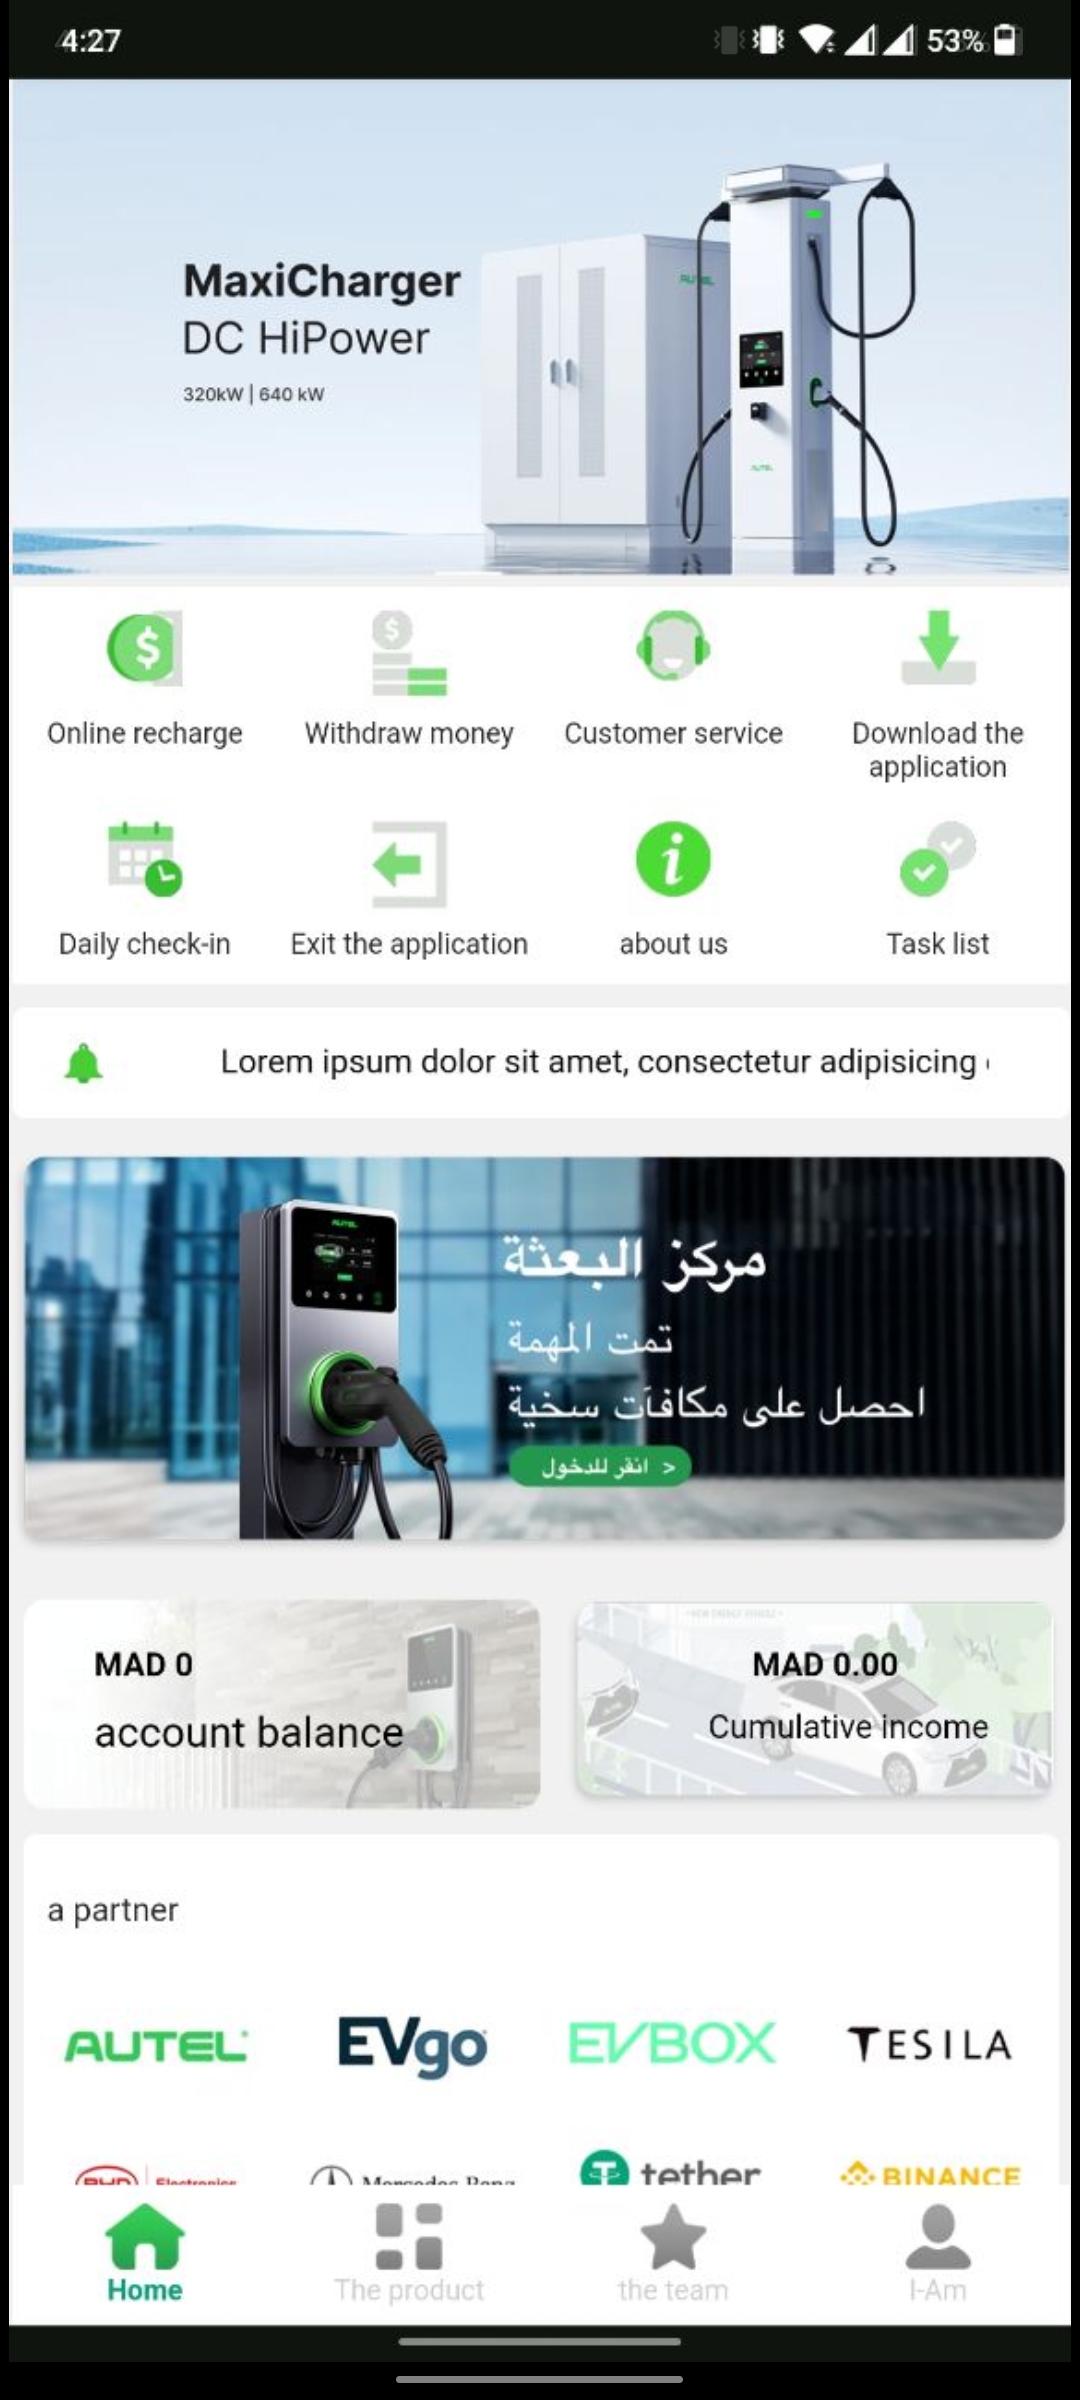 4:27
53%
MaxiCharger
DC HiPower
320kW | 640 kW
AUTEL
AUTEL
Online recharge
Withdraw money
Customer service
Download the
application
Daily check-in
Exit the application
about us
Task list
Lorem ipsum dolor sit amet, consectetur adipisicing
AUTEL
مركز البعثة
تمت المهمة
احصل على مكافآت سخية
انقر للدخول >
MAD 0
account balance
MAD 0.00
Cumulative income
a partner
AUTEL
EVgo
EVBOX
TESILA
BYD Electronics
Mercedes-Benz
tether
BINANCE
Home
The product
the team
I-Am